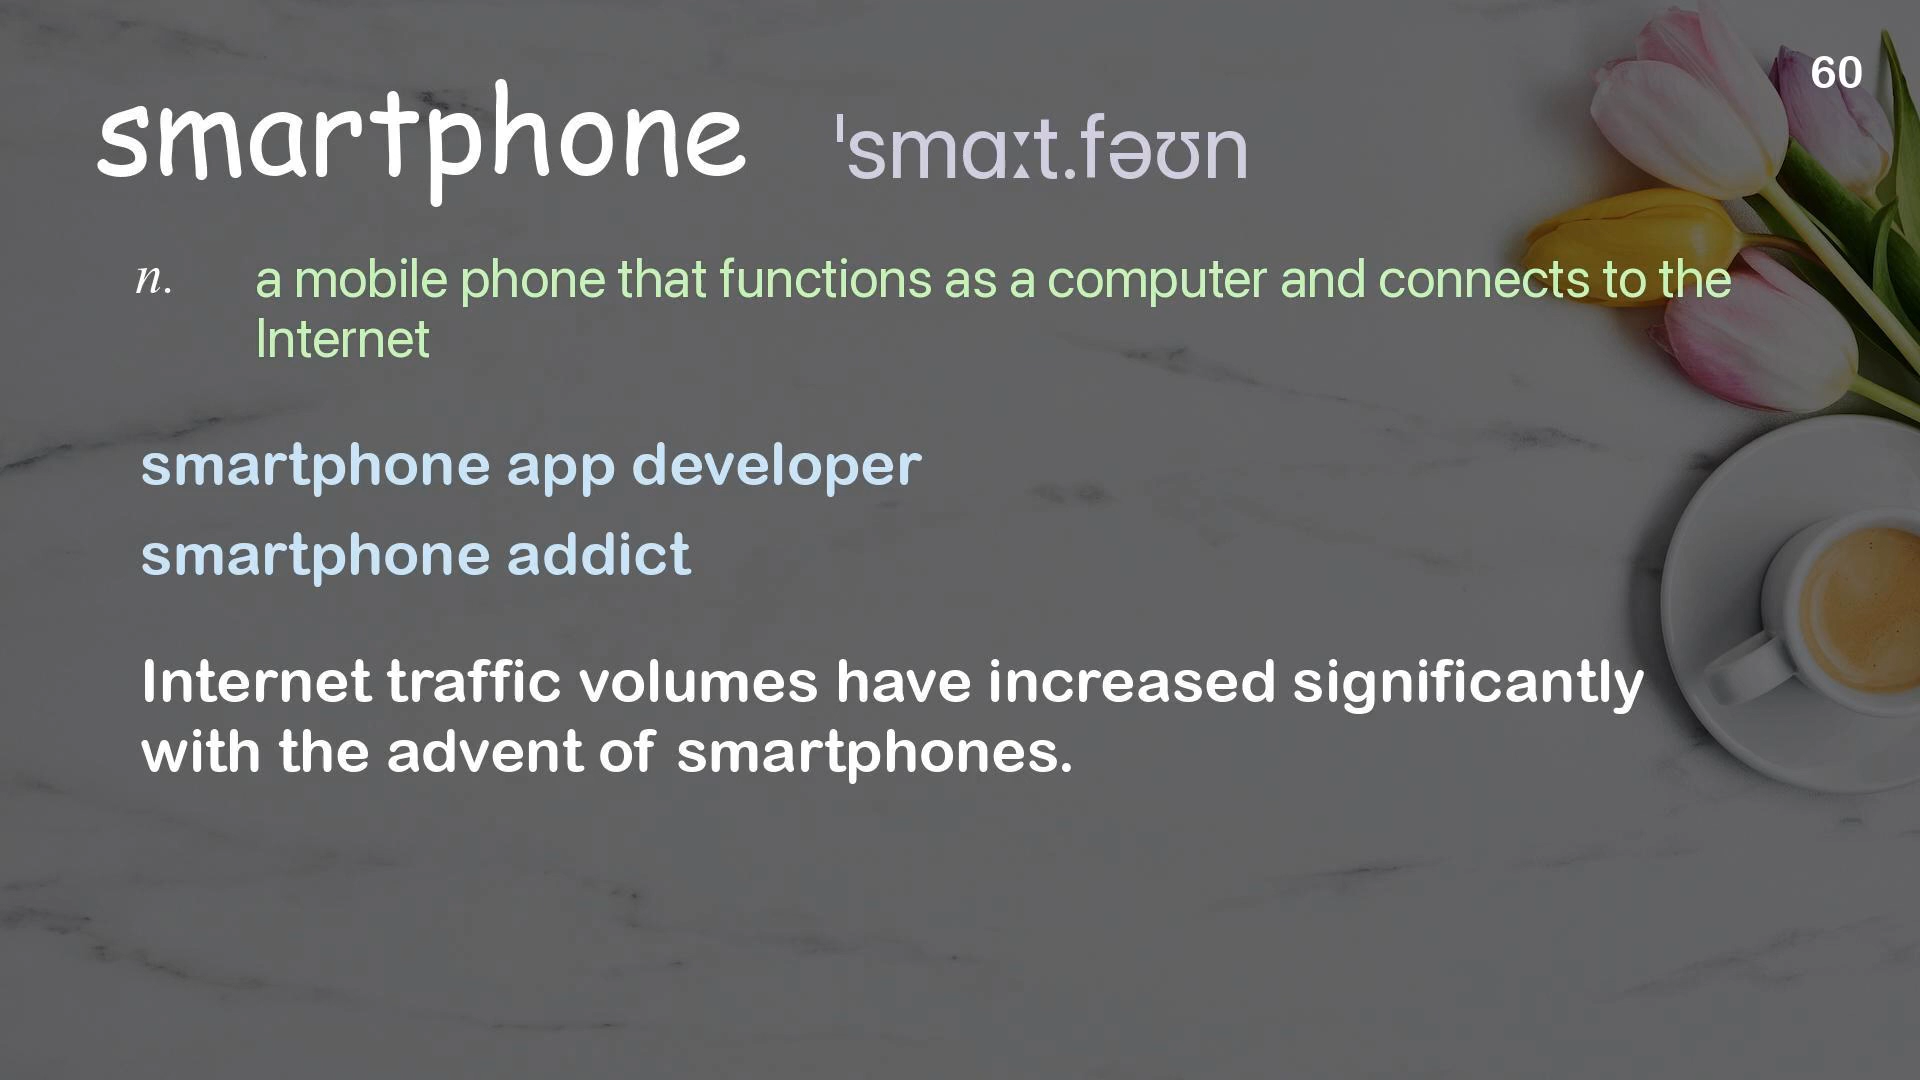 60
smartphone ˈsmɑːt.fəʊn
n. a mobile phone that functions as a computer and connects to the
Internet
smartphone app developer
smartphone addict
Internet traffic volumes have increased significantly
with the advent of smartphones.